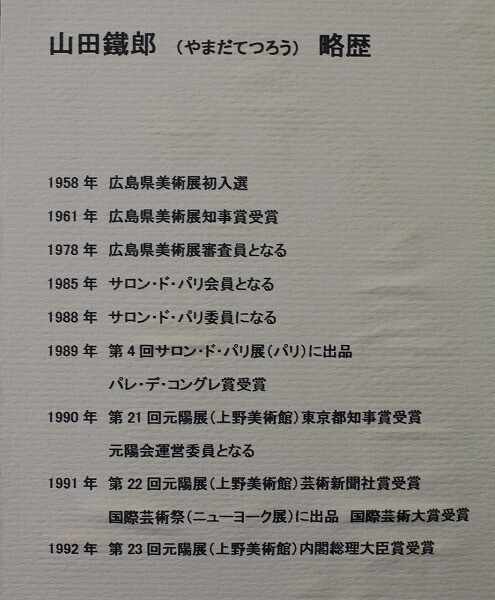 山田鐵郎 （やまだてつろう） 略歴
1958 年 広島県美術展初入選
1961 年 広島県美術展知事賞受賞
1978 年 広島県美術展審査員となる
1985 年 サロン・ド・パリ会員となる
1988 年 サロン・ド・パリ委員になる
1989 年 第 4 回サロン・ド・パリ展（パリ）に出品
パレ・デ・コングレ賞受賞
1990 年 第 21 回元陽展（上野美術館）東京都知事賞受賞
元陽会運営委員となる
1991 年 第 22 回元陽展（上野美術館）芸術新聞社賞受賞
国際芸術祭（ニューヨーク展）に出品 国際芸術大賞受賞
1992 年 第 23 回元陽展（上野美術館）内閣総理大臣賞受賞